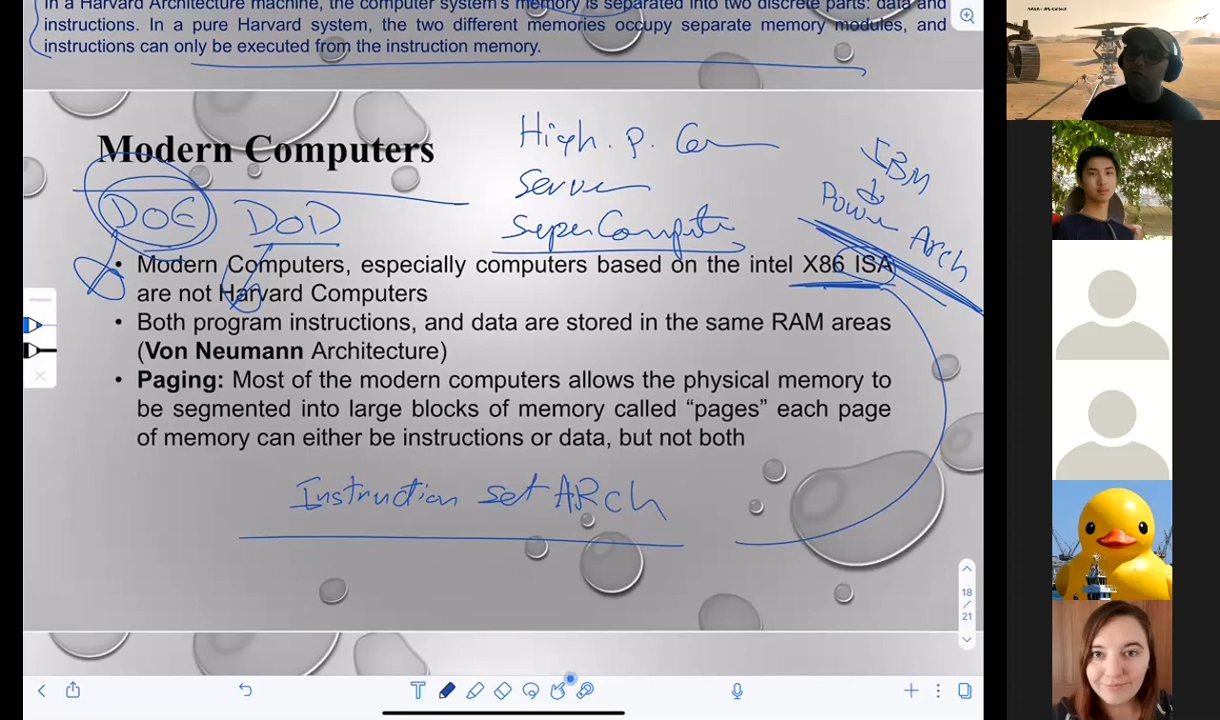 In a Harvard Architecture machine, the computer system's memory is separated into two discrete parts: data and
instructions. In a pure Harvard system, the two different memories occupy separate memory modules, and
instructions can only be executed from the instruction memory.
Modern Computers
High. P. Com
Server
SuperComputer
IBM
Power Arch
DOE DOD
• Modern Computers, especially computers based on the intel X86 ISA
are not Harvard Computers
• Both program instructions, and data are stored in the same RAM areas
(Von Neumann Architecture)
• Paging: Most of the modern computers allows the physical memory to
be segmented into large blocks of memory called “pages” each page
of memory can either be instructions or data, but not both
Instruction set ARch
18
/
21
T